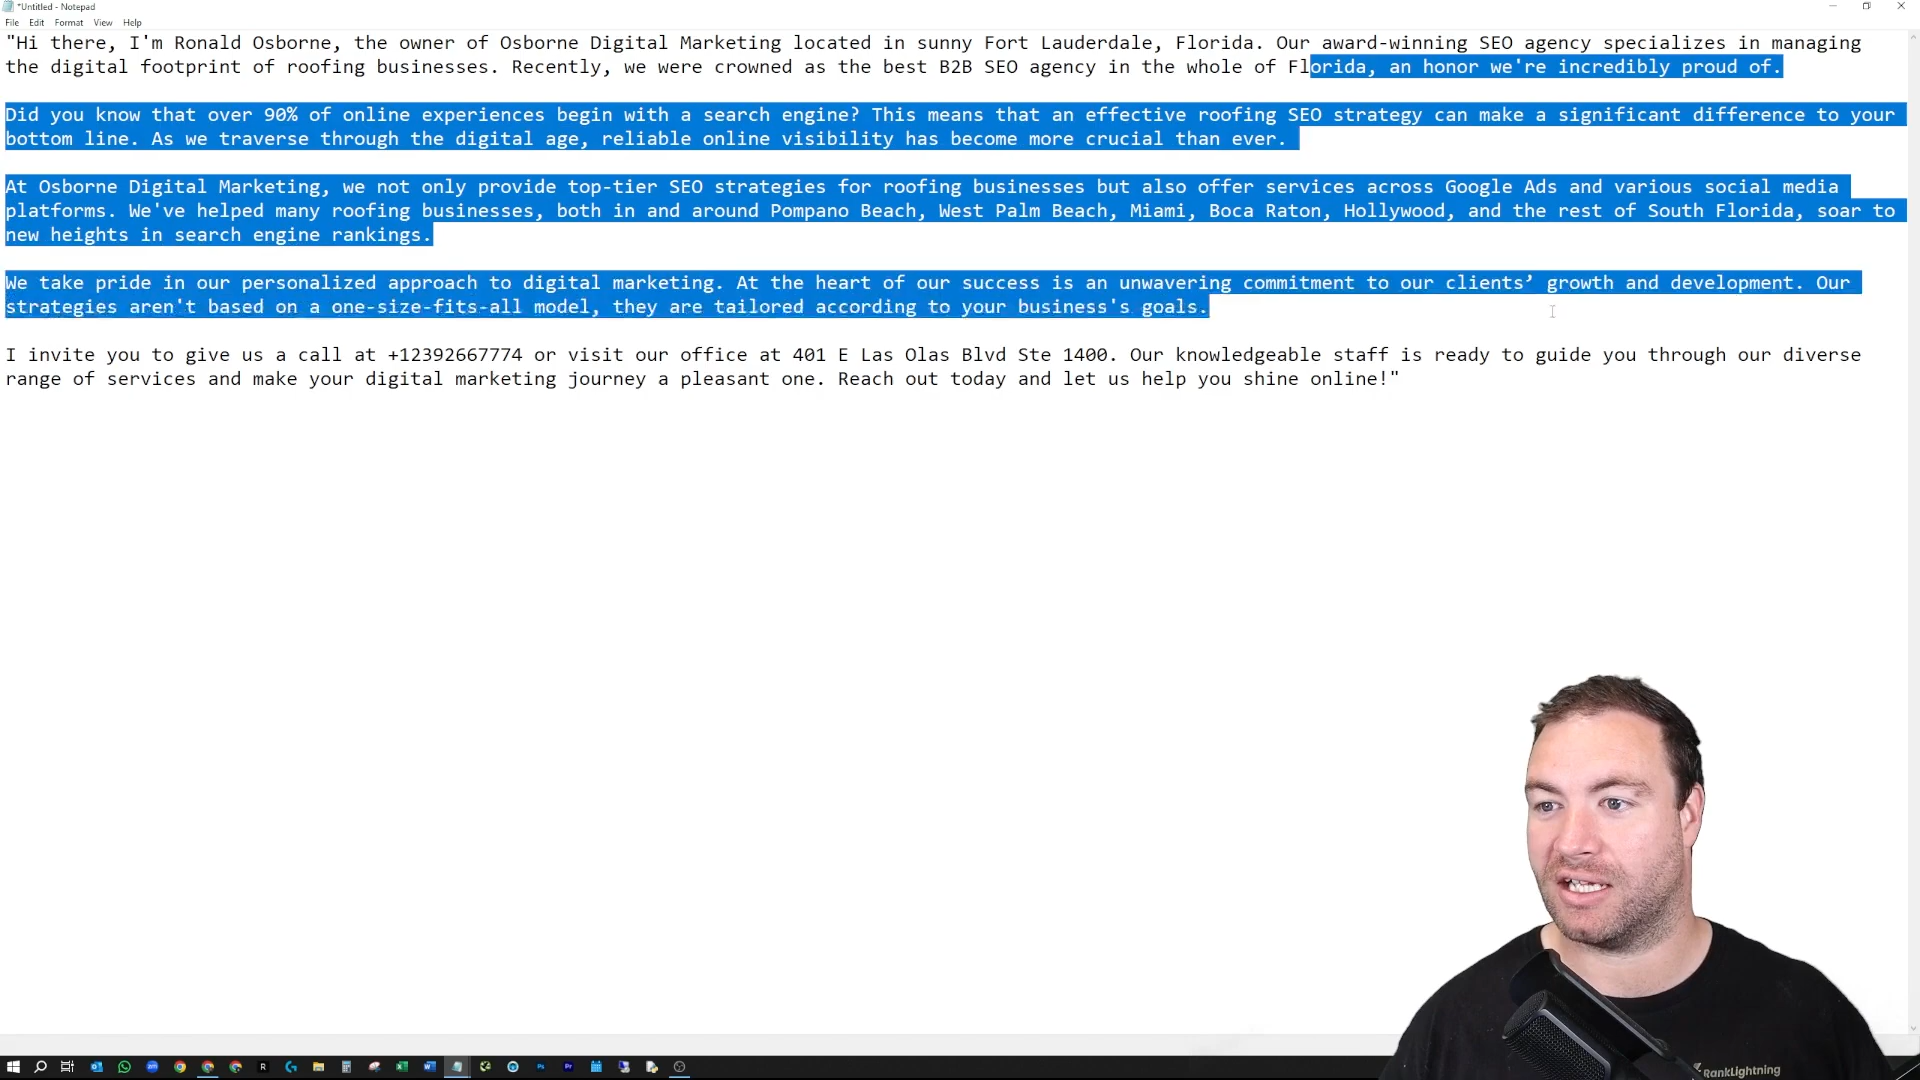 *Untitled - Notepad
File Edit Format View Help
"Hi there, I'm Ronald Osborne, the owner of Osborne Digital Marketing located in sunny Fort Lauderdale, Florida. Our award-winning SEO agency specializes in managing
the digital footprint of roofing businesses. Recently, we were crowned as the best B2B SEO agency in the whole of Florida, an honor we're incredibly proud of.
Did you know that over 90% of online experiences begin with a search engine? This means that an effective roofing SEO strategy can make a significant difference to your
bottom line. As we traverse through the digital age, reliable online visibility has become more crucial than ever.
At Osborne Digital Marketing, we not only provide top-tier SEO strategies for roofing businesses but also offer services across Google Ads and various social media
platforms. We've helped many roofing businesses, both in and around Pompano Beach, West Palm Beach, Miami, Boca Raton, Hollywood, and the rest of South Florida, soar to
new heights in search engine rankings.
We take pride in our personalized approach to digital marketing. At the heart of our success is an unwavering commitment to our clients’ growth and development. Our
strategies aren't based on a one-size-fits-all model, they are tailored according to your business's goals.
I invite you to give us a call at +12392667774 or visit our office at 401 E Las Olas Blvd Ste 1400. Our knowledgeable staff is ready to guide you through our diverse
range of services and make your digital marketing journey a pleasant one. Reach out today and let us help you shine online!"
RankLightning